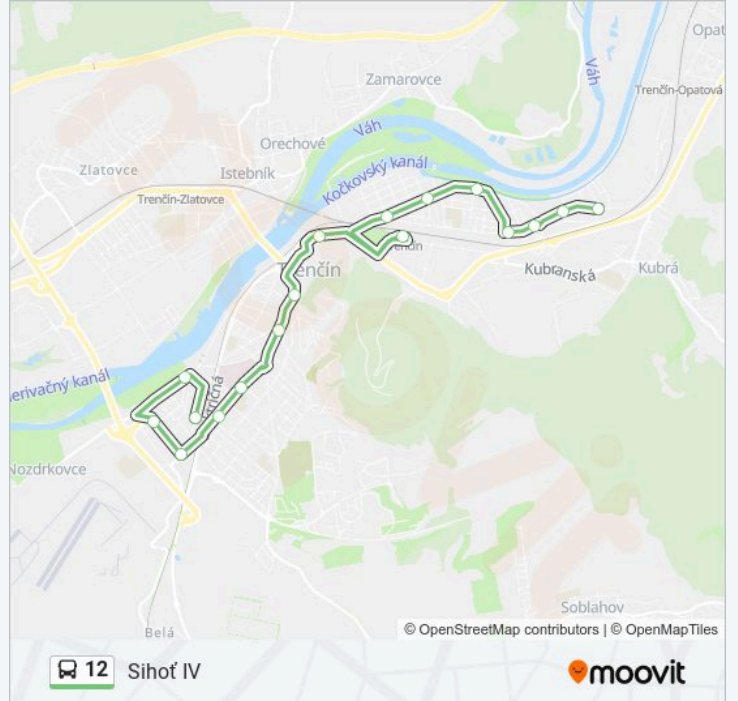 Opat
Váh
Zamarovce
Trenčín-Opatová
Váh
Orechové
Kočkovský kanál
Zlatovce
Istebník
Trenčín-Zlatovce
Trenčín
Kubranská
Kubrá
erivačný kanál
Nozdrkovce
Soblahov
Belá
© OpenStreetMap contributors | © OpenMapTiles
12 Sihoť IV
moovit